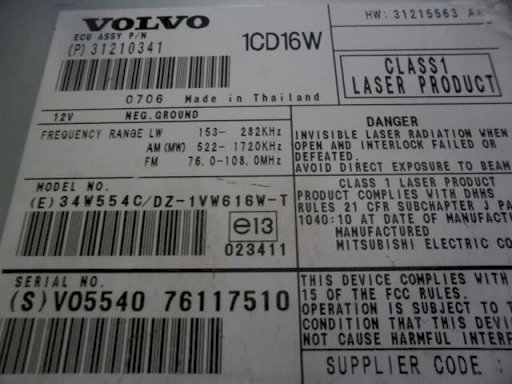 VOLVO
ECU ASSY P/N
(P) 31210341
1CD16W
HW: 31215563 AA
CLASS1
LASER PRODUCT
0706 Made in Thailand
12V NEG.GROUND
FREQUENCY RANGE LW 153- 282KHz
AM (MW) 522- 1720KHz
FM 76.0-108.0MHz
DANGER
INVISIBLE LASER RADIATION WHEN
OPEN AND INTERLOCK FAILED OR
DEFEATED.
AVOID DIRECT EXPOSURE TO BEAM
MODEL NO.
(E) 34W554C/DZ-1VW616W-T
e13
023411
CLASS 1 LASER PRODUCT
PRODUCT COMPLIES WITH DHHS
RULES 21 CFR SUBCHAPTER J PA
1040:10 AT DATE OF MANUFACT
MANUFACTURED
MITSUBISHI ELECTRIC CO
SERIAL NO.
(S) VO5540 76117510
THIS DEVICE COMPLIES WITH
15 OF THE FCC RULES.
OPERATION IS SUBJECT TO T
CONDITION THAT THIS DEVI
NOT CAUSE HARMFUL INTERF
SUPPLIER CODE :